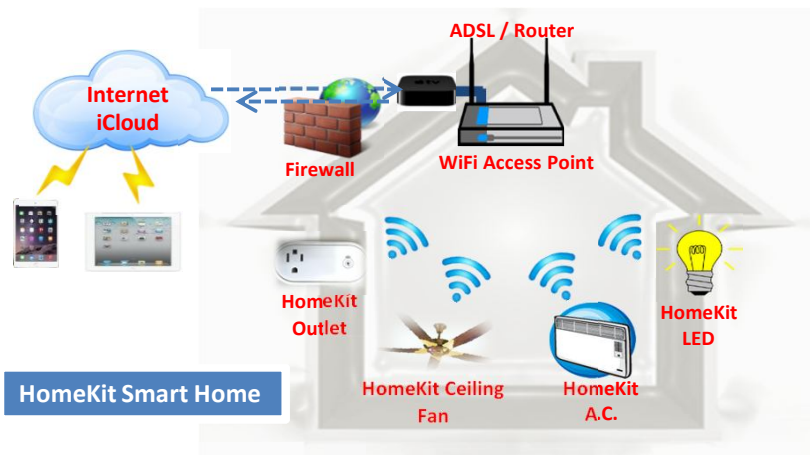 ADSL / Router
Internet
iCloud
Firewall
WiFi Access Point
HomeKit
Outlet
HomeKit
LED
HomeKit Ceiling
Fan
HomeKit
A.C.
HomeKit Smart Home